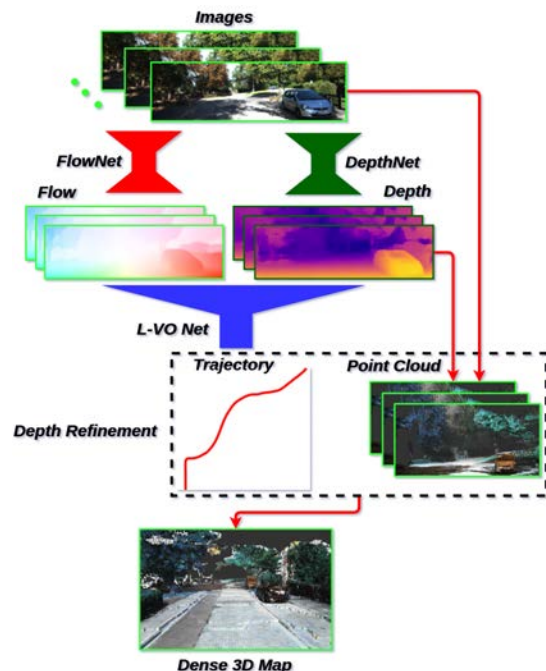 Images
FlowNet
DepthNet
Flow
Depth
L-VO Net
Trajectory
Point Cloud
Depth Refinement
Dense 3D Map